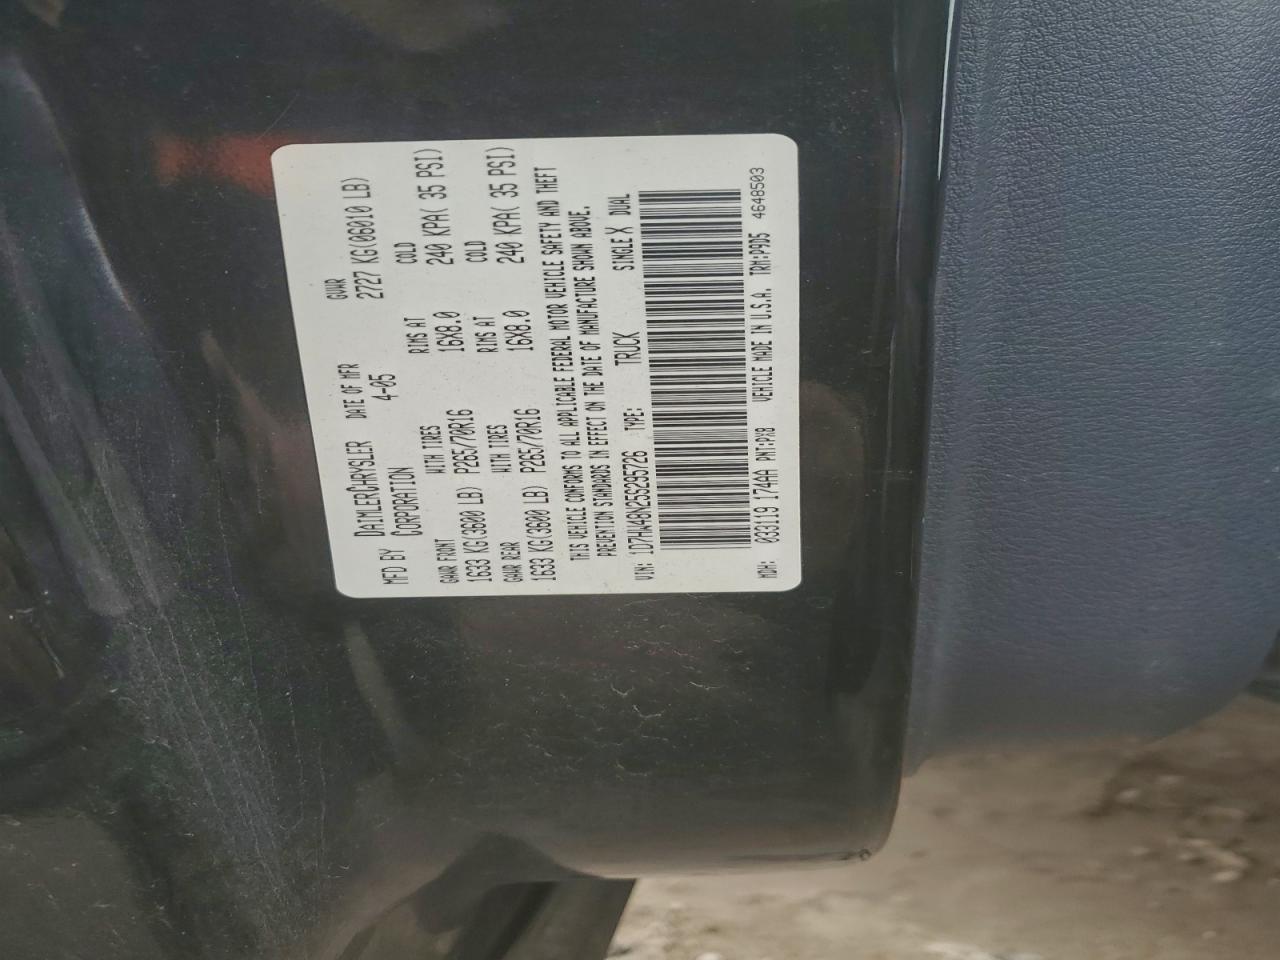 MFD BY DAIMLERCHRYSLER CORPORATION DATE OF MFR 4-05 GVWR 2727 KG(06010 LB)
GAWR FRONT WITH TIRES RIMS AT COLD
1633 KG(3600 LB) P265/70R16 16X8.0 240 KPA( 35 PSI)
GAWR REAR WITH TIRES RIMS AT COLD
1633 KG(3600 LB) P265/70R16 16X8.0 240 KPA( 35 PSI)
THIS VEHICLE CONFORMS TO ALL APPLICABLE FEDERAL MOTOR VEHICLE SAFETY AND THEFT
PREVENTION STANDARDS IN EFFECT ON THE DATE OF MANUFACTURE SHOWN ABOVE.
VIN: 1D7HW48N25S295726 TYPE: TRUCK SINGLE X DUAL
MDH: 033119 174AA PNT:PX8 VEHICLE MADE IN U.S.A. TRM:P9D5 4648503